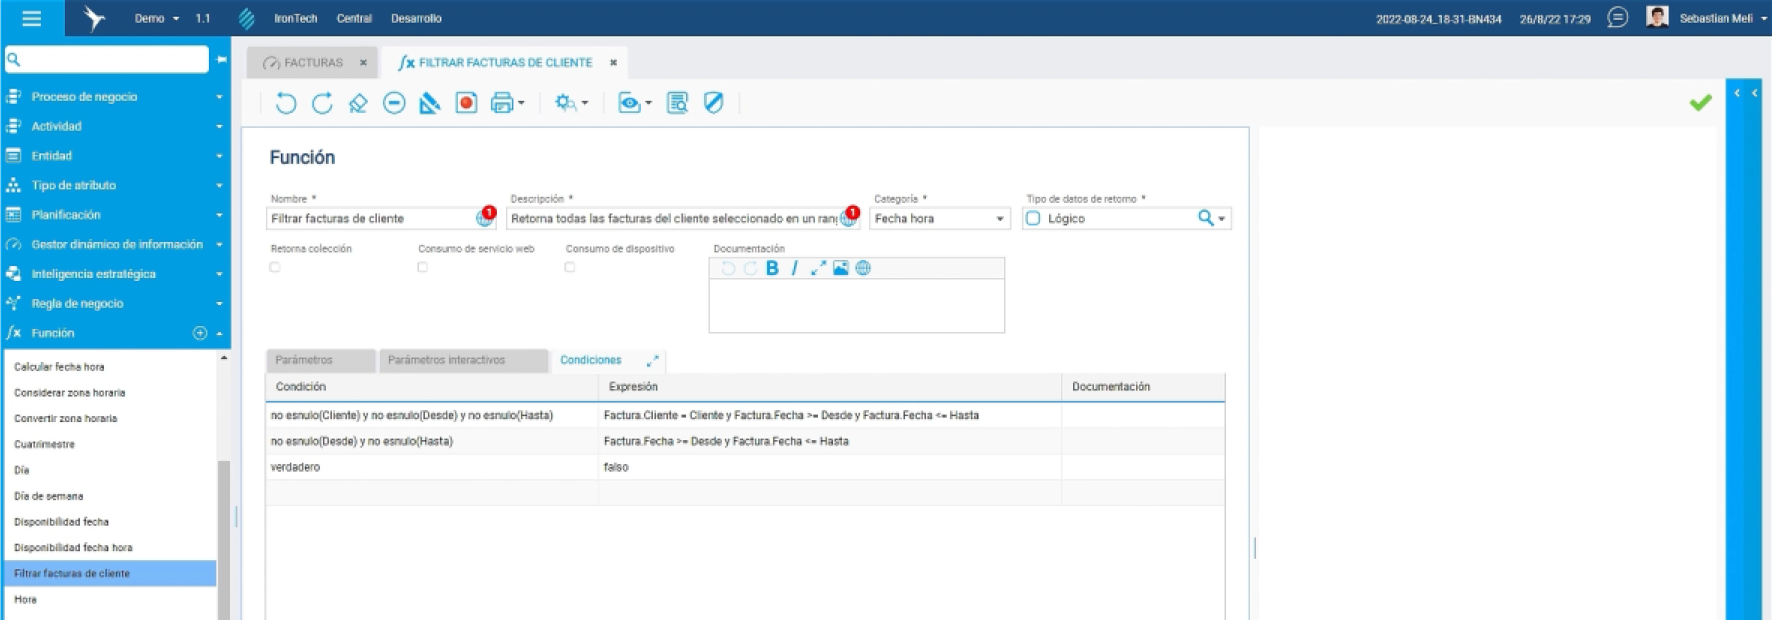 Demo 1.1 IronTech Central Desarrollo 2022-08-24_18-31-BN434 26/8/22 17:29 Sebastian Meli
FACTURAS × fx FILTRAR FACTURAS DE CLIENTE ×
Proceso de negocio
Actividad
Entidad
Tipo de atributo
Planificación
Gestor dinámico de información
Inteligencia estratégica
Regla de negocio
fx Función
Calcular fecha hora
Considerar zona horaria
Convertir zona horaria
Cuatrimestre
Día
Día de semana
Disponibilidad fecha
Disponibilidad fecha hora
Filtrar facturas de cliente
Hora
Función
Nombre * Descripción * Categoría * Tipo de datos de retorno *
Filtrar facturas de cliente 1 Retorna todas las facturas del cliente seleccionado en un ran 1 Fecha hora Lógico
Retorna colección Consumo de servicio web Consumo de dispositivo Documentación
B I
Parámetros Parámetros interactivos Condiciones
Condición Expresión Documentación
no esnulo(Cliente) y no esnulo(Desde) y no esnulo(Hasta) Factura.Cliente = Cliente y Factura.Fecha >= Desde y Factura.Fecha <= Hasta
no esnulo(Desde) y no esnulo(Hasta) Factura.Fecha >= Desde y Factura.Fecha <= Hasta
verdadero falso